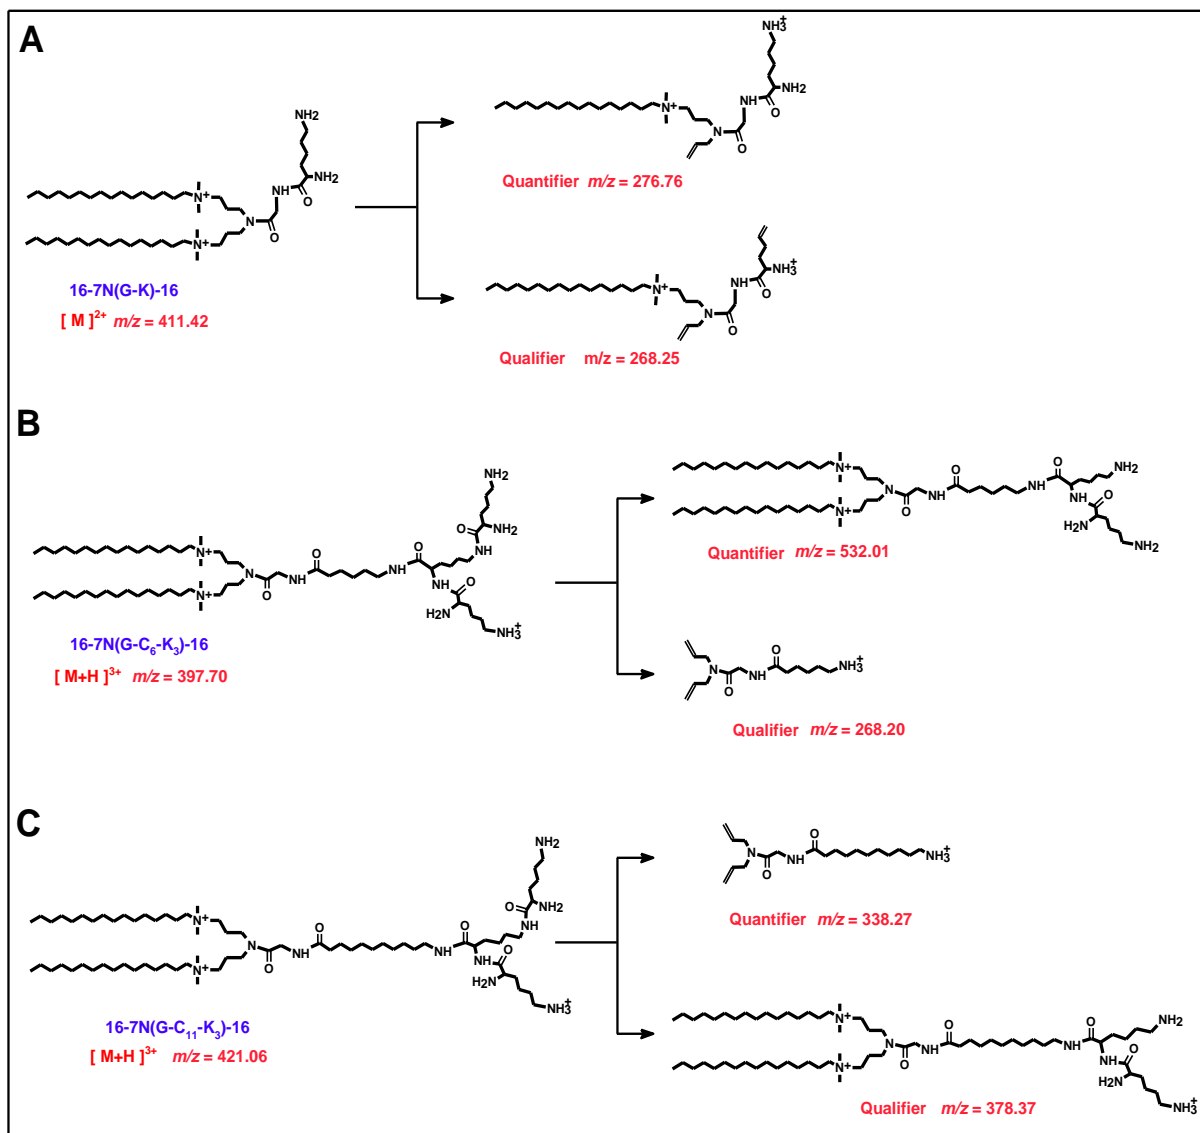 A
NH3+
NH
NH2
O
N+
N
O
Quantifier m/z = 276.76
NH2
NH
NH2
O
N+
N
O
N+
16-7N(G-K)-16
[ M ]2+ m/z = 411.42
NH
NH3+
O
N+
N
O
Qualifier m/z = 268.25
B
O
N+
O
O
NH
NH2
N
NH
NH
O
O
N+
H2N
NH2
Quantifier m/z = 532.01
NH2
O
NH2
N+
O
O
NH
NH
N
NH
NH
O
O
N+
H2N
NH3+
16-7N(G-C6-K3)-16
[ M+H ]3+ m/z = 397.70
O
N
NH
NH3+
O
Qualifier m/z = 268.20
C
O
N
NH
NH3+
O
Quantifier m/z = 338.27
NH2
O
NH2
N+
O
O
NH
N
NH
NH
O
NH
O
N+
H2N
NH3+
16-7N(G-C11-K3)-16
[ M+H ]3+ m/z = 421.06
N+
O
O
NH2
N
NH
NH
O
NH
O
N+
H2N
NH3+
Qualifier m/z = 378.37